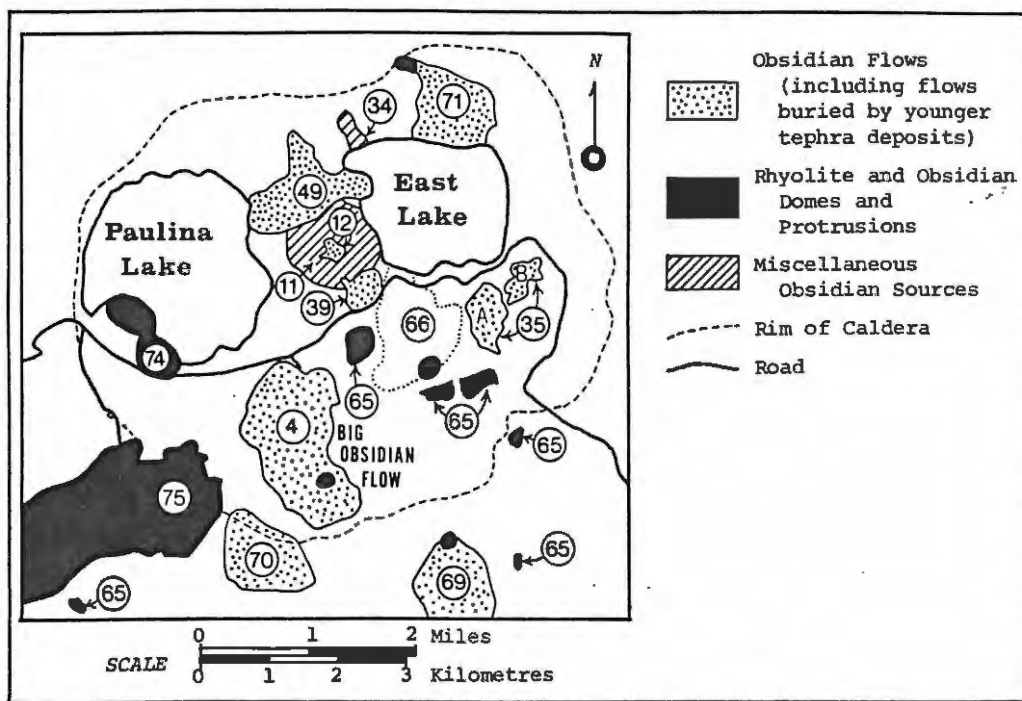 71
34
N
49
East
Lake
12
Paulina
Lake
11
39
66
A
B
35
74
65
65
4
BIG
OBSIDIAN
FLOW
65
75
70
69
65
65
0 1 2 Miles
SCALE
0 1 2 3 Kilometres
Obsidian Flows
(including flows
buried by younger
tephra deposits)
Rhyolite and Obsidian
Domes and
Protrusions
Miscellaneous
Obsidian Sources
Rim of Caldera
Road